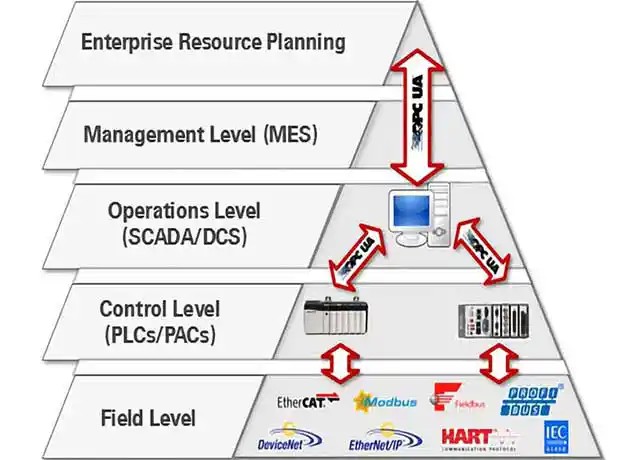 Enterprise Resource Planning
OPC UA
Management Level (MES)
Operations Level
(SCADA/DCS)
OPC UA
OPC UA
Control Level
(PLCs/PACs)
Field Level
EtherCAT
Modbus
Fieldbus
PROFI
BUS
DeviceNet
EtherNet/IP
HART
COMMUNICATION PROTOCOL
IEC